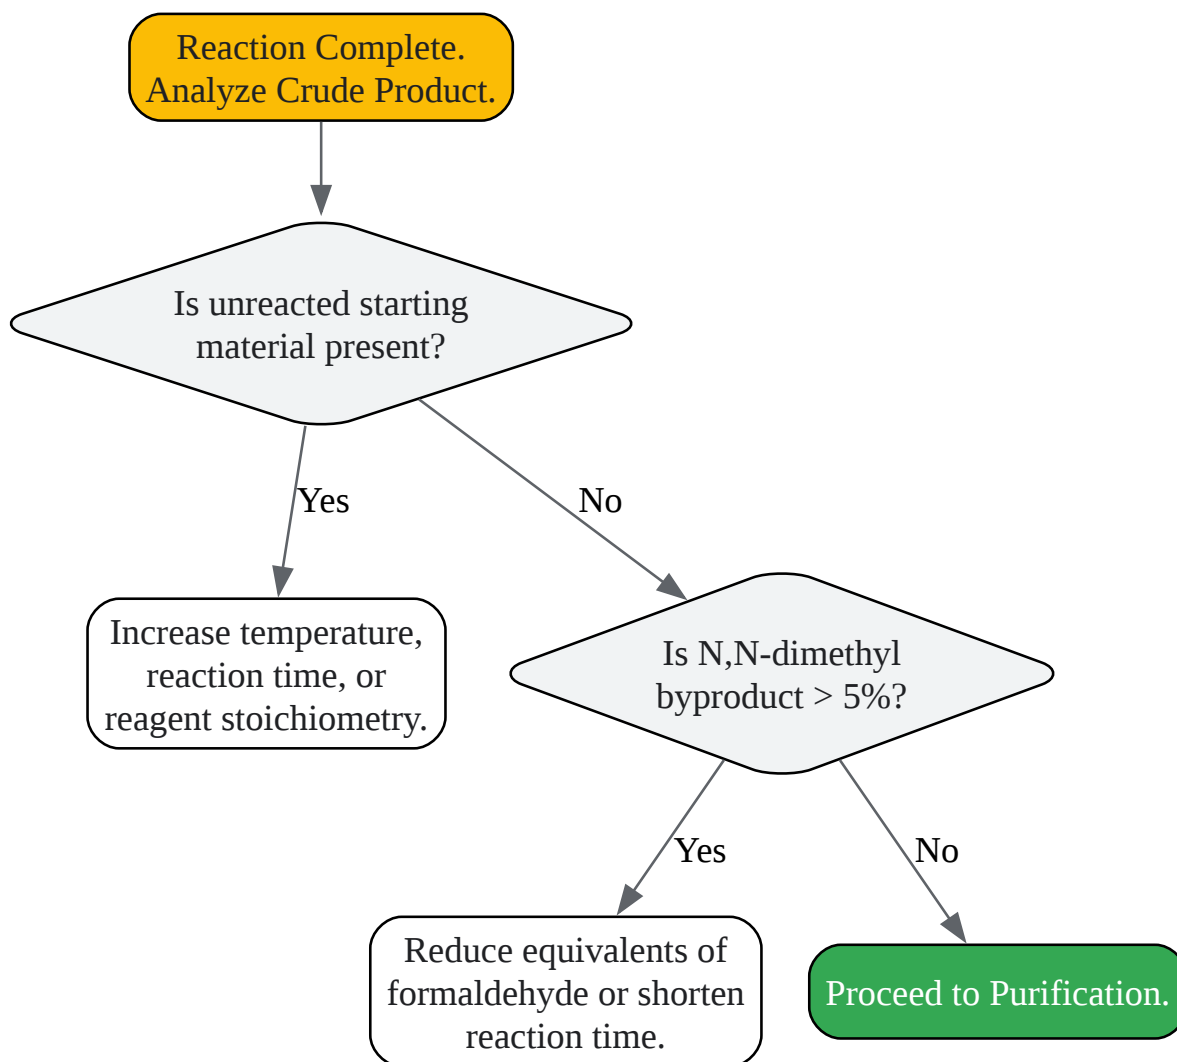 Reaction Complete.
Analyze Crude Product.
Is unreacted starting
material present?
Yes
No
Increase temperature,
reaction time, or
reagent stoichiometry.
Is N,N-dimethyl
byproduct > 5%?
Yes
No
Reduce equivalents of
formaldehyde or shorten
reaction time.
Proceed to Purification.